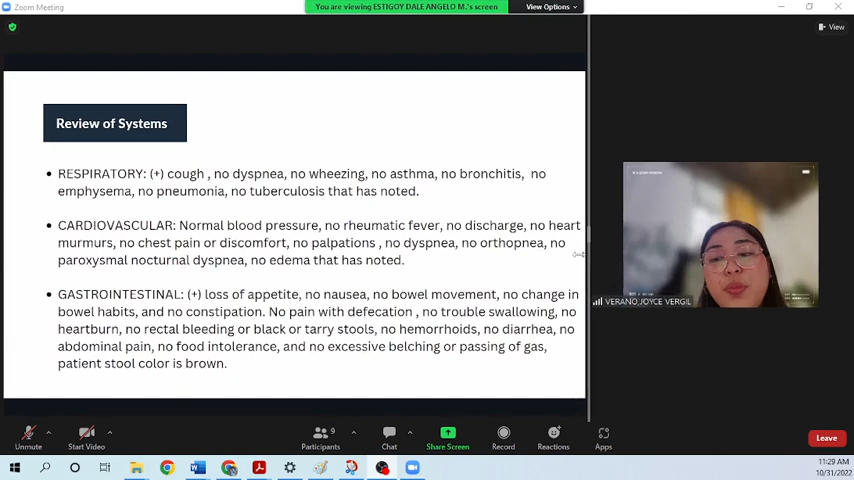 Zoom Meeting
You are viewing ESTIGOY DALE ANGELO M.'s screen
View Options
View
Review of Systems
RESPIRATORY: (+) cough , no dyspnea, no wheezing, no asthma, no bronchitis, no
emphysema, no pneumonia, no tuberculosis that has noted.
CARDIOVASCULAR: Normal blood pressure, no rheumatic fever, no discharge, no heart
murmurs, no chest pain or discomfort, no palpations , no dyspnea, no orthopnea, no
paroxysmal nocturnal dyspnea, no edema that has noted.
GASTROINTESTINAL: (+) loss of appetite, no nausea, no bowel movement, no change in
bowel habits, and no constipation. No pain with defecation , no trouble swallowing, no
heartburn, no rectal bleeding or black or tarry stools, no hemorrhoids, no diarrhea, no
abdominal pain, no food intolerance, and no excessive belching or passing of gas,
patient stool color is brown.
VERANO,JOYCE VERGIL
9
Unmute
Start Video
Participants
Chat
Share Screen
Record
Reactions
Apps
Leave
11:29 AM
10/31/2022